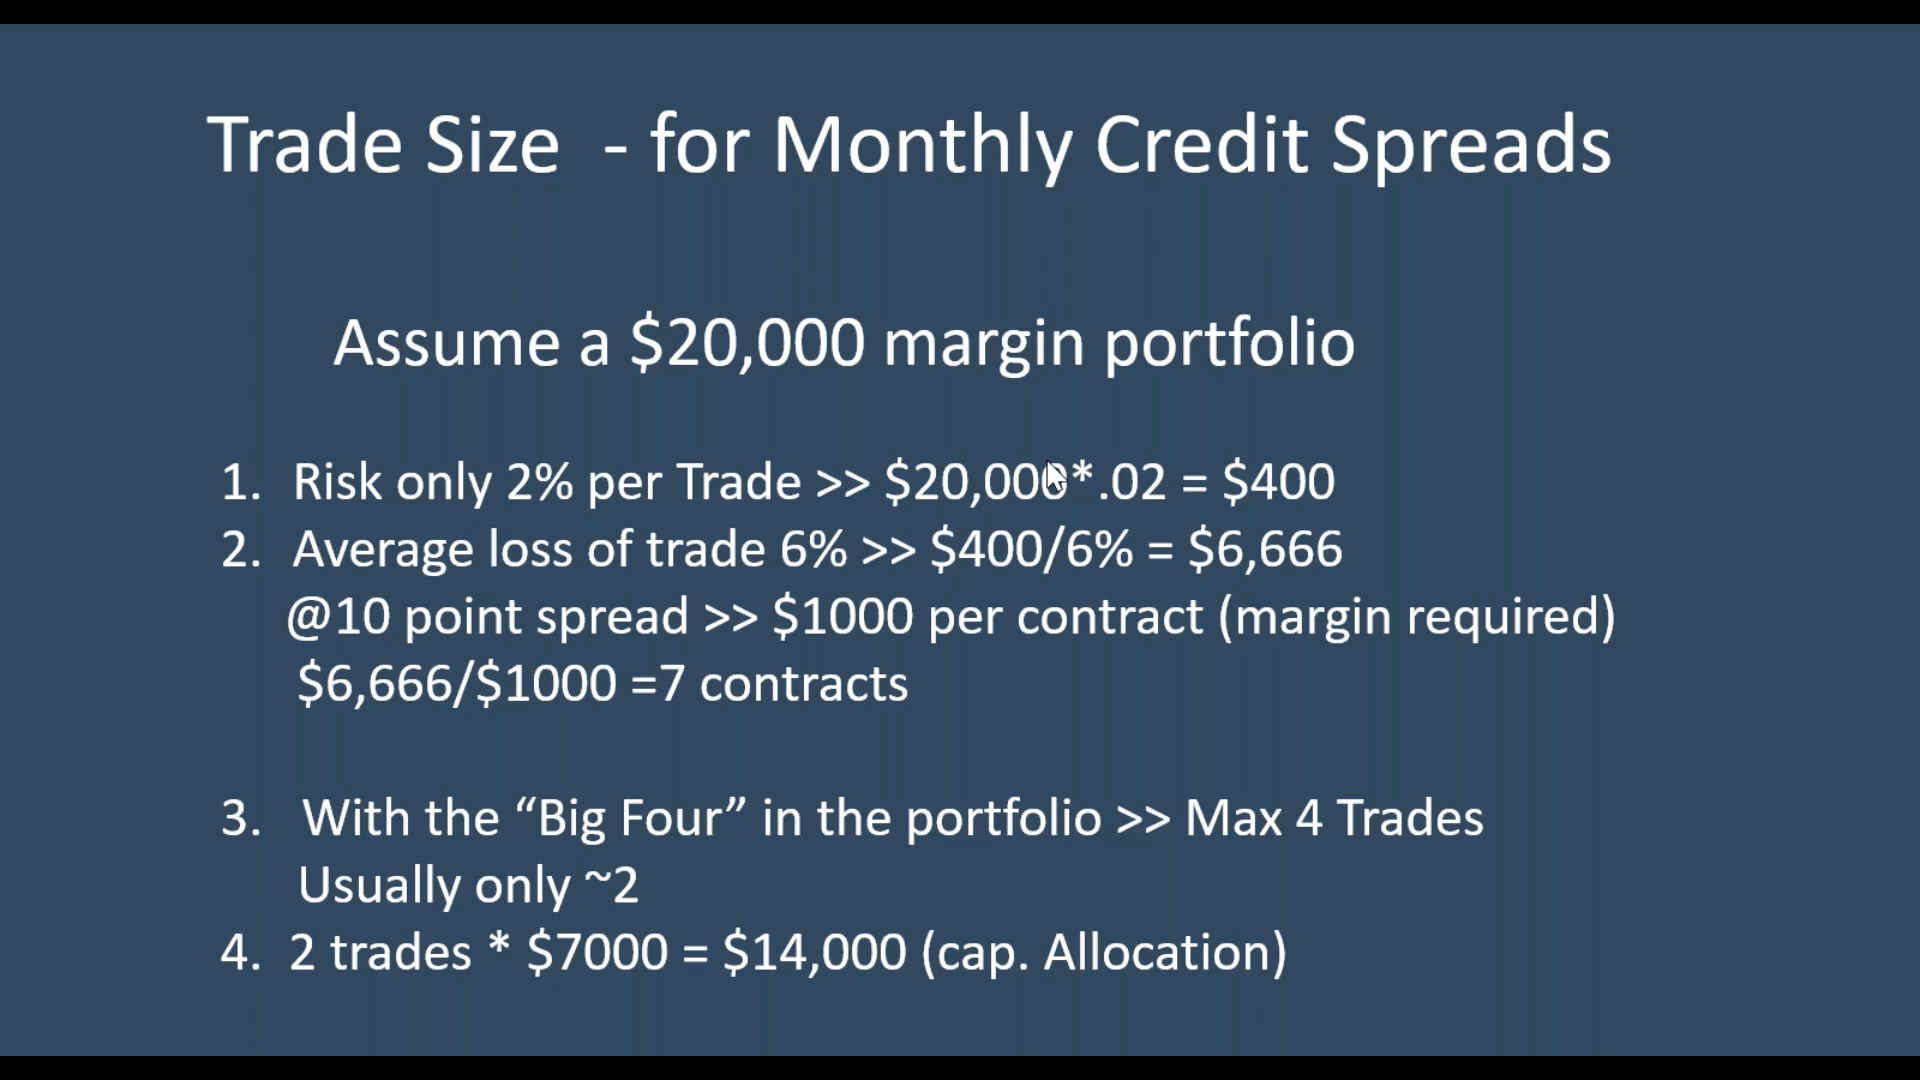 Trade Size - for Monthly Credit Spreads
Assume a $20,000 margin portfolio
1. Risk only 2% per Trade >> $20,000*.02 = $400
2. Average loss of trade 6% >> $400/6% = $6,666
@10 point spread >> $1000 per contract (margin required)
$6,666/$1000 =7 contracts
3. With the “Big Four” in the portfolio >> Max 4 Trades
Usually only ~2
4. 2 trades * $7000 = $14,000 (cap. Allocation)